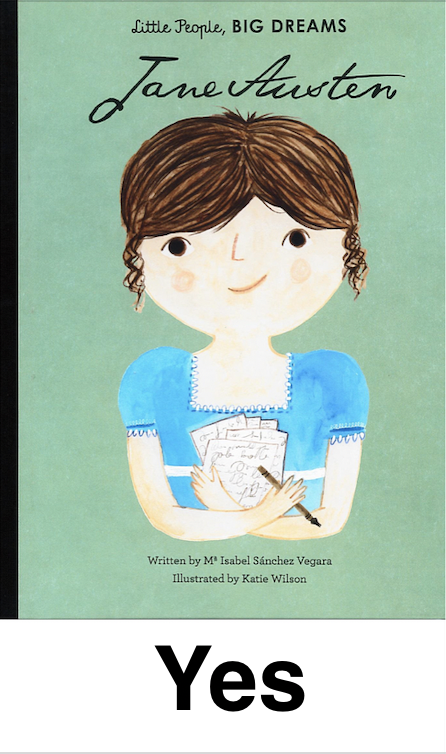 Little People, BIG DREAMS
Jane Austen
Written by Mª Isabel Sánchez Vegara
Illustrated by Katie Wilson
Yes